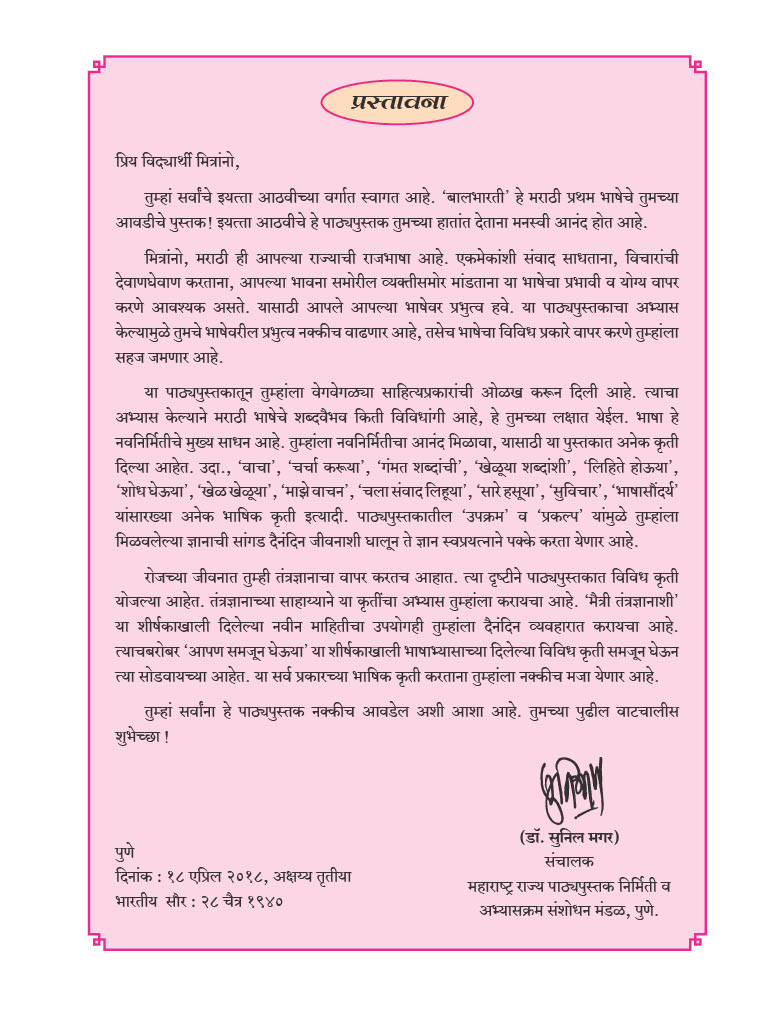 प्रस्तावना
प्रिय विद्यार्थी मित्रांनो,
तुम्हां सर्वांचे इयत्ता आठवीच्या वर्गात स्वागत आहे. ‘बालभारती’ हे मराठी प्रथम भाषेचे तुमच्या
आवडीचे पुस्तक! इयत्ता आठवीचे हे पाठ्यपुस्तक तुमच्या हातांत देताना मनस्वी आनंद होत आहे.
मित्रांनो, मराठी ही आपल्या राज्याची राजभाषा आहे. एकमेकांशी संवाद साधताना, विचारांची
देवाणघेवाण करताना, आपल्या भावना समोरील व्यक्तीसमोर मांडताना या भाषेचा प्रभावी व योग्य वापर
करणे आवश्यक असते. यासाठी आपले आपल्या भाषेवर प्रभुत्व हवे. या पाठ्यपुस्तकाचा अभ्यास
केल्यामुळे तुमचे भाषेवरील प्रभुत्व नक्कीच वाढणार आहे, तसेच भाषेचा विविध प्रकारे वापर करणे तुम्हांला
सहज जमणार आहे.
या पाठ्यपुस्तकातून तुम्हांला वेगवेगळ्या साहित्यप्रकारांची ओळख करून दिली आहे. त्याचा
अभ्यास केल्याने मराठी भाषेचे शब्दवैभव किती विविधांगी आहे, हे तुमच्या लक्षात येईल. भाषा हे
नवनिर्मितीचे मुख्य साधन आहे. तुम्हांला नवनिर्मितीचा आनंद मिळावा, यासाठी या पुस्तकात अनेक कृती
दिल्या आहेत. उदा., ‘वाचा’, ‘चर्चा करूया’, ‘गंमत शब्दांची’, ‘खेळूया शब्दांशी’, ‘लिहिते होऊया’,
‘शोध घेऊया’, ‘खेळ खेळूया’, ‘माझे वाचन’, ‘चला संवाद लिहूया’, ‘सारे हसूया’, ‘सुविचार’, ‘भाषासौंदर्य’
यांसारख्या अनेक भाषिक कृती इत्यादी. पाठ्यपुस्तकातील ‘उपक्रम’ व ‘प्रकल्प’ यांमुळे तुम्हांला
मिळवलेल्या ज्ञानाची सांगड दैनंदिन जीवनाशी घालून ते ज्ञान स्वप्रयत्नाने पक्के करता येणार आहे.
रोजच्या जीवनात तुम्ही तंत्रज्ञानाचा वापर करतच आहात. त्या दृष्टीने पाठ्यपुस्तकात विविध कृती
योजल्या आहेत. तंत्रज्ञानाच्या साहाय्याने या कृतींचा अभ्यास तुम्हांला करायचा आहे. ‘मैत्री तंत्रज्ञानाशी’
या शीर्षकाखाली दिलेल्या नवीन माहितीचा उपयोगही तुम्हांला दैनंदिन व्यवहारात करायचा आहे.
त्याचबरोबर ‘आपण समजून घेऊया’ या शीर्षकाखाली भाषाभ्यासाच्या दिलेल्या विविध कृती समजून घेऊन
त्या सोडवायच्या आहेत. या सर्व प्रकारच्या भाषिक कृती करताना तुम्हांला नक्कीच मजा येणार आहे.
तुम्हां सर्वांना हे पाठ्यपुस्तक नक्कीच आवडेल अशी आशा आहे. तुमच्या पुढील वाटचालीस
शुभेच्छा !
(डॉ. सुनिल मगर)
संचालक
महाराष्ट्र राज्य पाठ्यपुस्तक निर्मिती व
अभ्यासक्रम संशोधन मंडळ, पुणे.
पुणे
दिनांक : १८ एप्रिल २०१८, अक्षय्य तृतीया
भारतीय सौर : २८ चैत्र १९४०